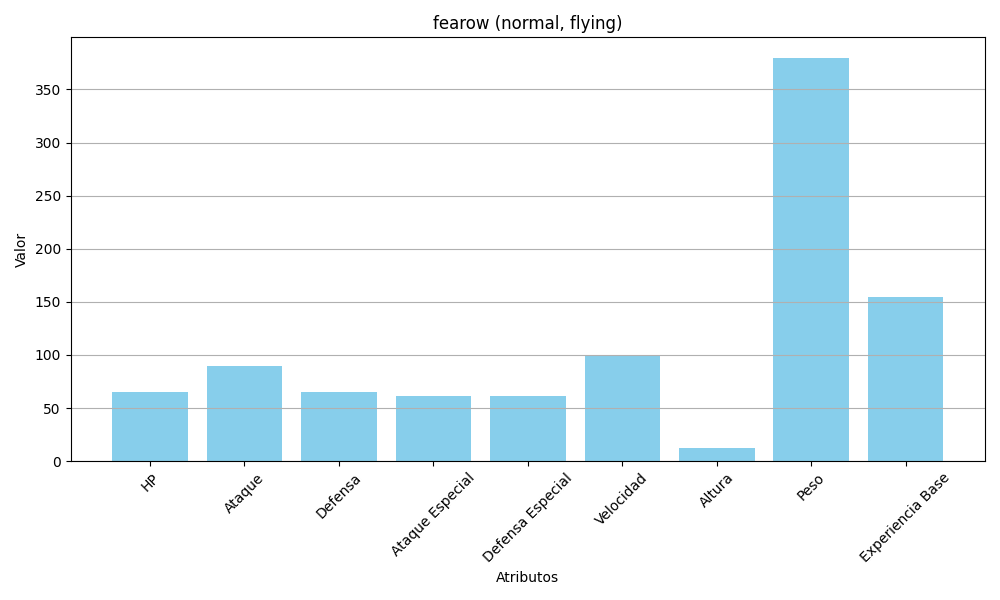 fearow (normal, flying)
Valor
350
300
250
200
150
100
50
0
HP
Ataque
Defensa
Ataque Especial
Defensa Especial
Velocidad
Altura
Peso
Experiencia Base
Atributos